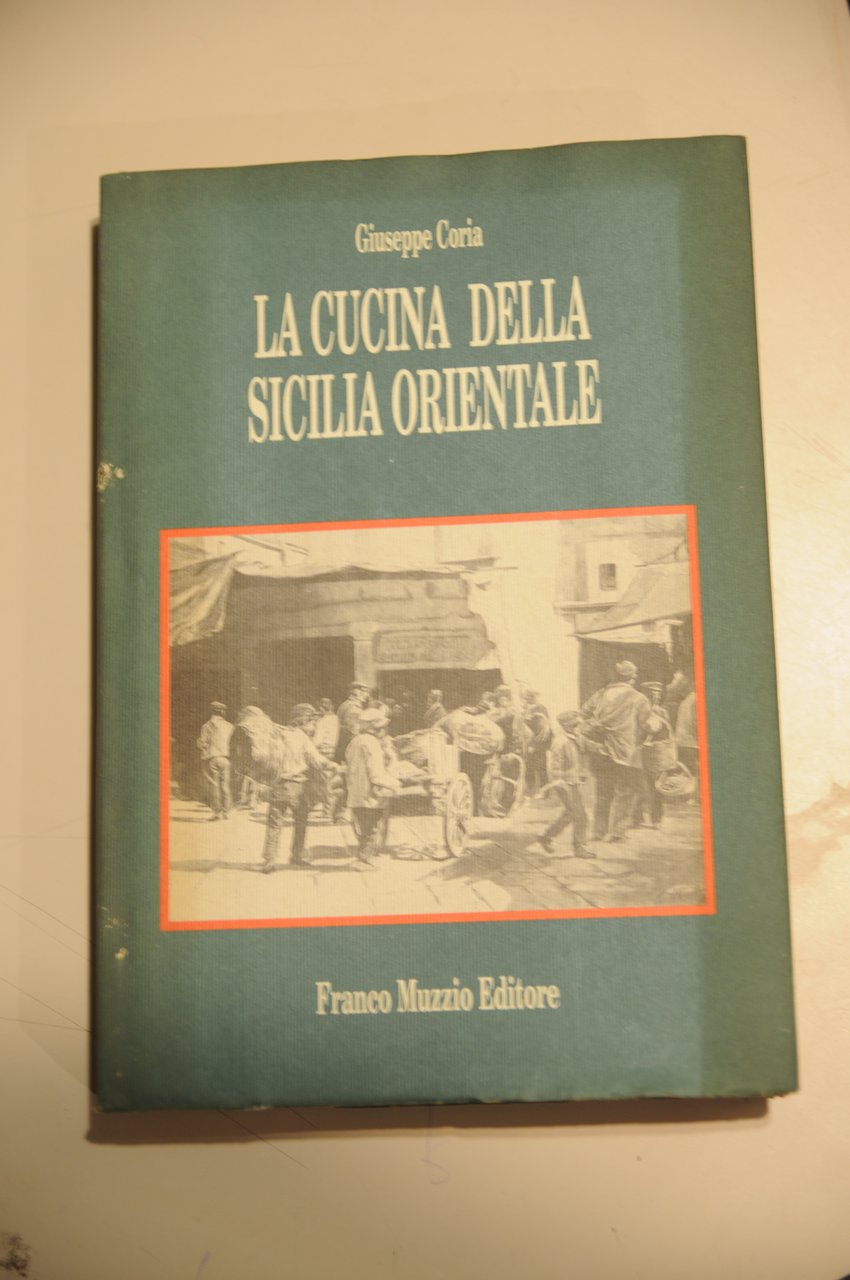 Giuseppe Coria
LA CUCINA DELLA
SICILIA ORIENTALE
Franco Muzzio Editore